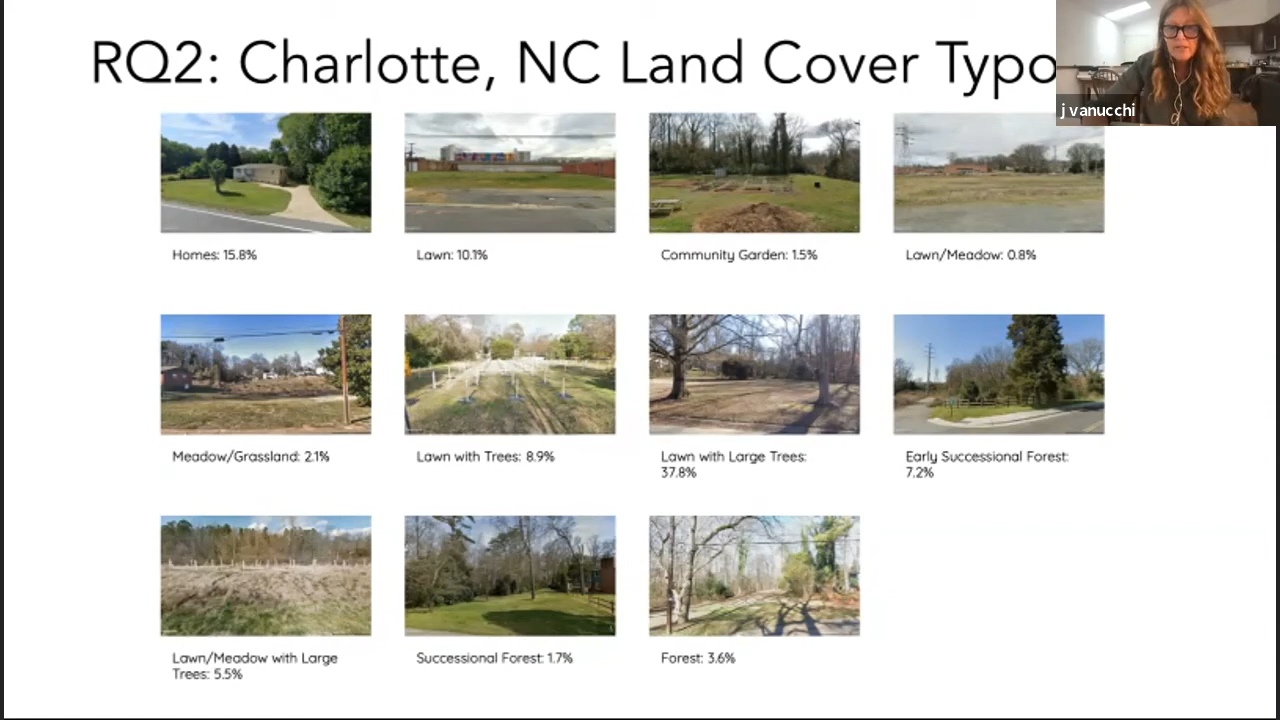 RQ2: Charlotte, NC Land Cover Typo
j vanucchi
Homes: 15.8%
Lawn: 10.1%
Community Garden: 1.5%
Lawn/Meadow: 0.8%
Meadow/Grassland: 2.1%
Lawn with Trees: 8.9%
Lawn with Large Trees:
37.8%
Early Successional Forest:
7.2%
Lawn/Meadow with Large
Trees: 5.5%
Successional Forest: 1.7%
Forest: 3.6%